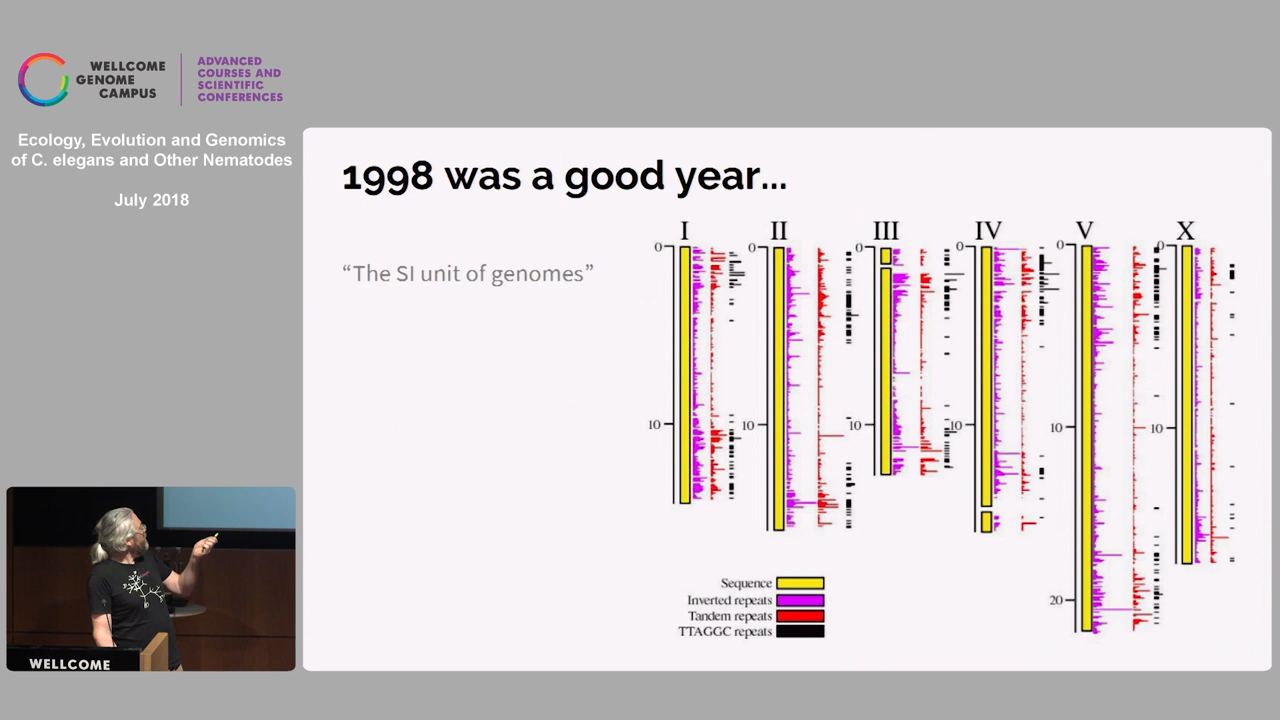 WELLCOME
GENOME
CAMPUS
ADVANCED
COURSES AND
SCIENTIFIC
CONFERENCES
Ecology, Evolution and Genomics
of C. elegans and Other Nematodes
July 2018
1998 was a good year...
“The SI unit of genomes”
I II III IV V X
0 0 0 0 0 0
10 10 10 10 10 10
20
Sequence
Inverted repeats
Tandem repeats
TTAGGC repeats
WELLCOME